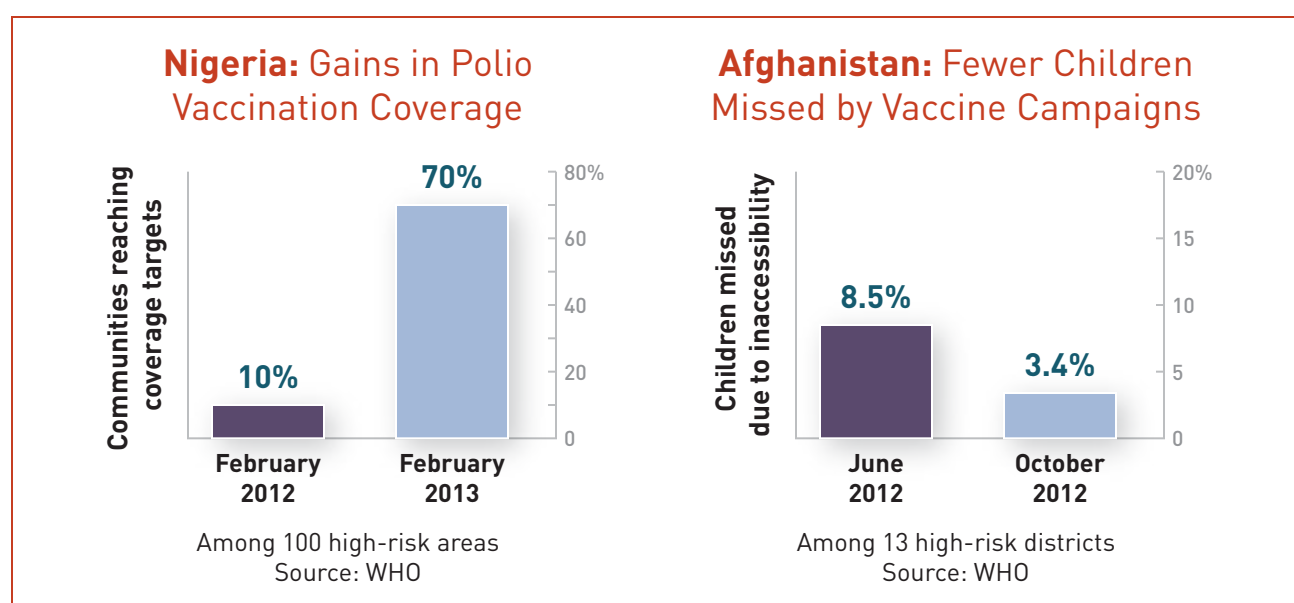 Nigeria: Gains in Polio
Vaccination Coverage
Communities reaching
coverage targets
10%
70%
80%
60
40
20
0
February
2012
February
2013
Among 100 high-risk areas
Source: WHO
Afghanistan: Fewer Children
Missed by Vaccine Campaigns
Children missed
due to inaccessibility
8.5%
3.4%
20%
15
10
5
0
June
2012
October
2012
Among 13 high-risk districts
Source: WHO